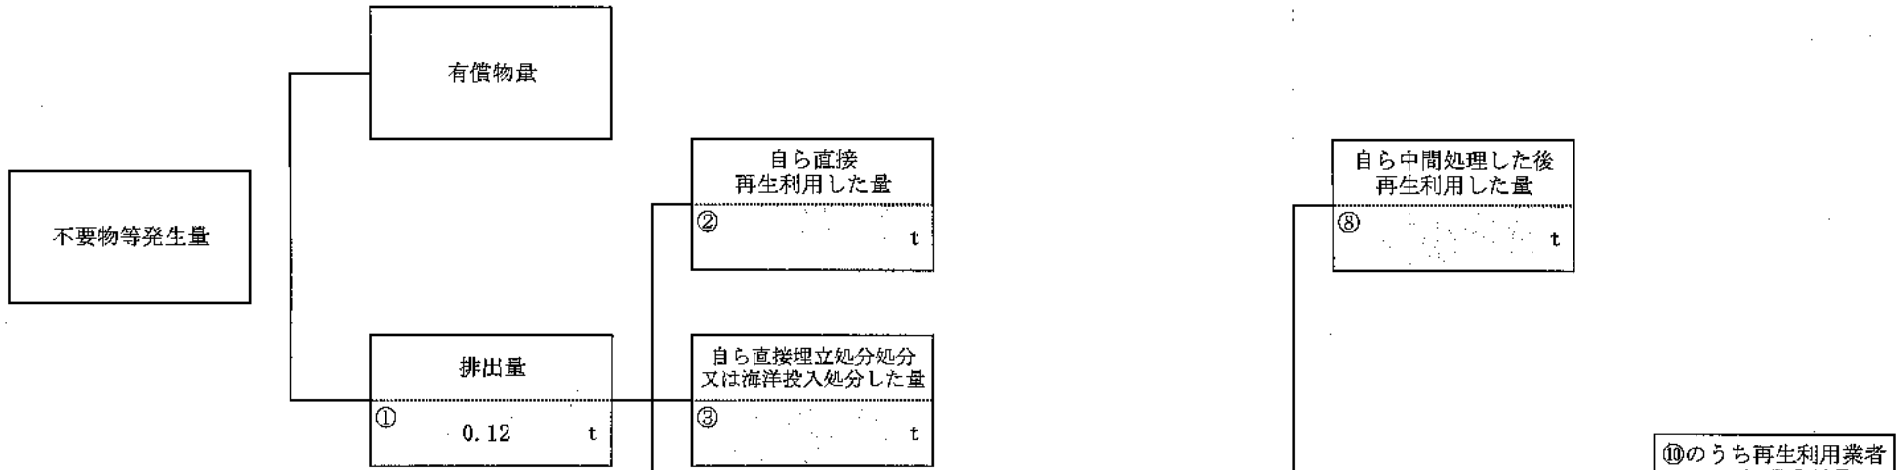 有償物量
自ら直接
再生利用した量
②
t
自ら中間処理した後
再生利用した量
⑧
t
不要物等発生量
排出量
①
0.12 t
自ら直接埋立処分処分
又は海洋投入処分した量
③
t
⑩のうち再生利用業者